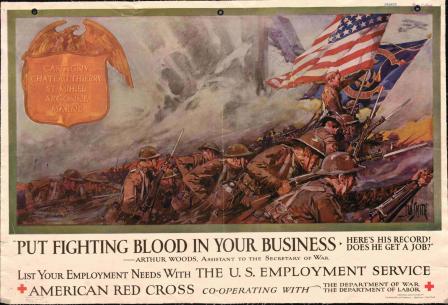 CANTIGNY
CHATEAU THIERRY
ST. MIHIEL
ARGONNE
MARNE
"PUT FIGHTING BLOOD IN YOUR BUSINESS · HERE'S HIS RECORD! DOES HE GET A JOB?"
—ARTHUR WOODS, ASSISTANT TO THE SECRETARY OF WAR
LIST YOUR EMPLOYMENT NEEDS WITH THE U.S. EMPLOYMENT SERVICE
AMERICAN RED CROSS CO-OPERATING WITH THE DEPARTMENT OF WAR THE DEPARTMENT OF LABOR